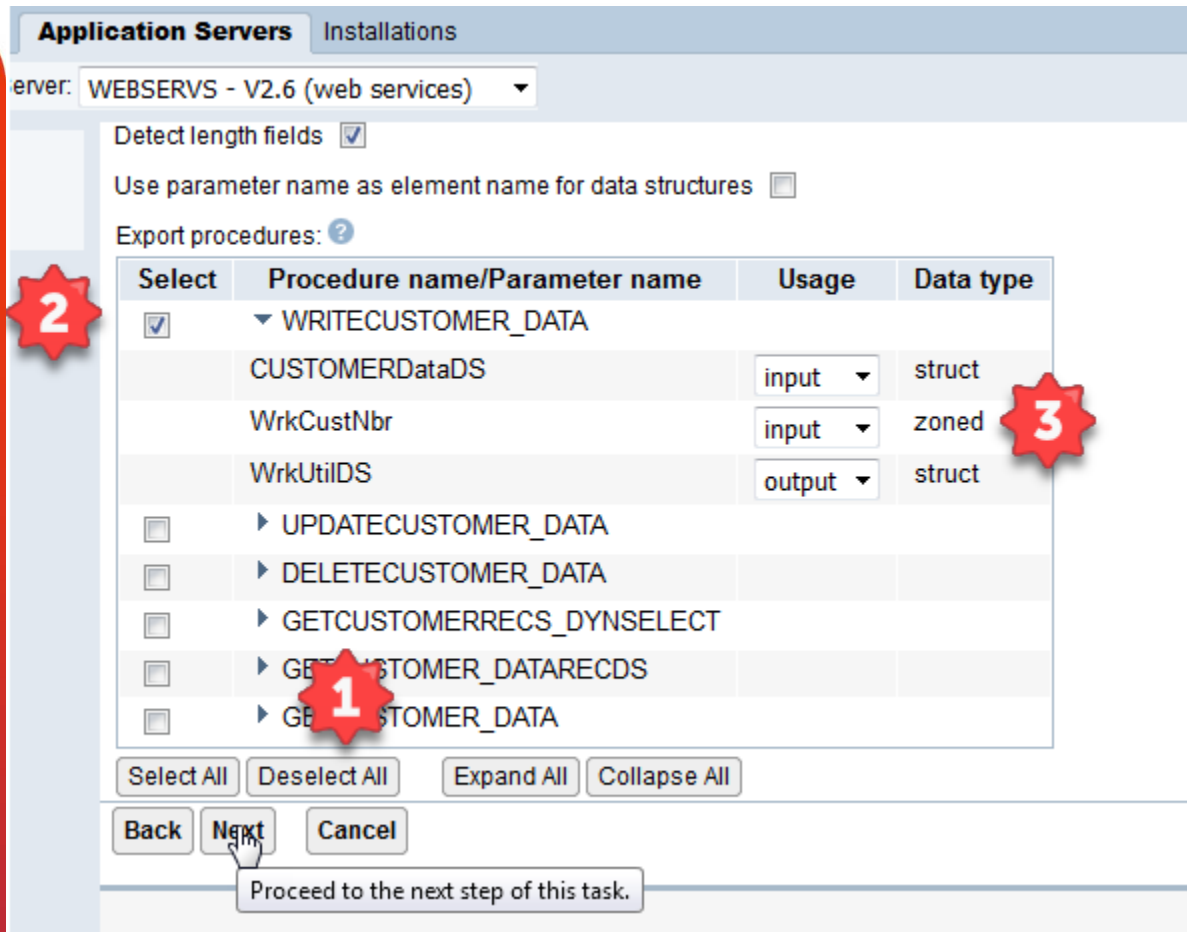 Application Servers Installations
erver: WEBSERVS - V2.6 (web services)
Detect length fields
Use parameter name as element name for data structures
Export procedures: ?
Select Procedure name/Parameter name Usage Data type
2
WRITECUSTOMER_DATA
CUSTOMERDataDS input struct
WrkCustNbr input zoned
3
WrkUtilDS output struct
UPDATECUSTOMER_DATA
DELETECUSTOMER_DATA
GETCUSTOMERRECS_DYNSELECT
1
Select All Deselect All Expand All Collapse All
Back Next Cancel
Proceed to the next step of this task.